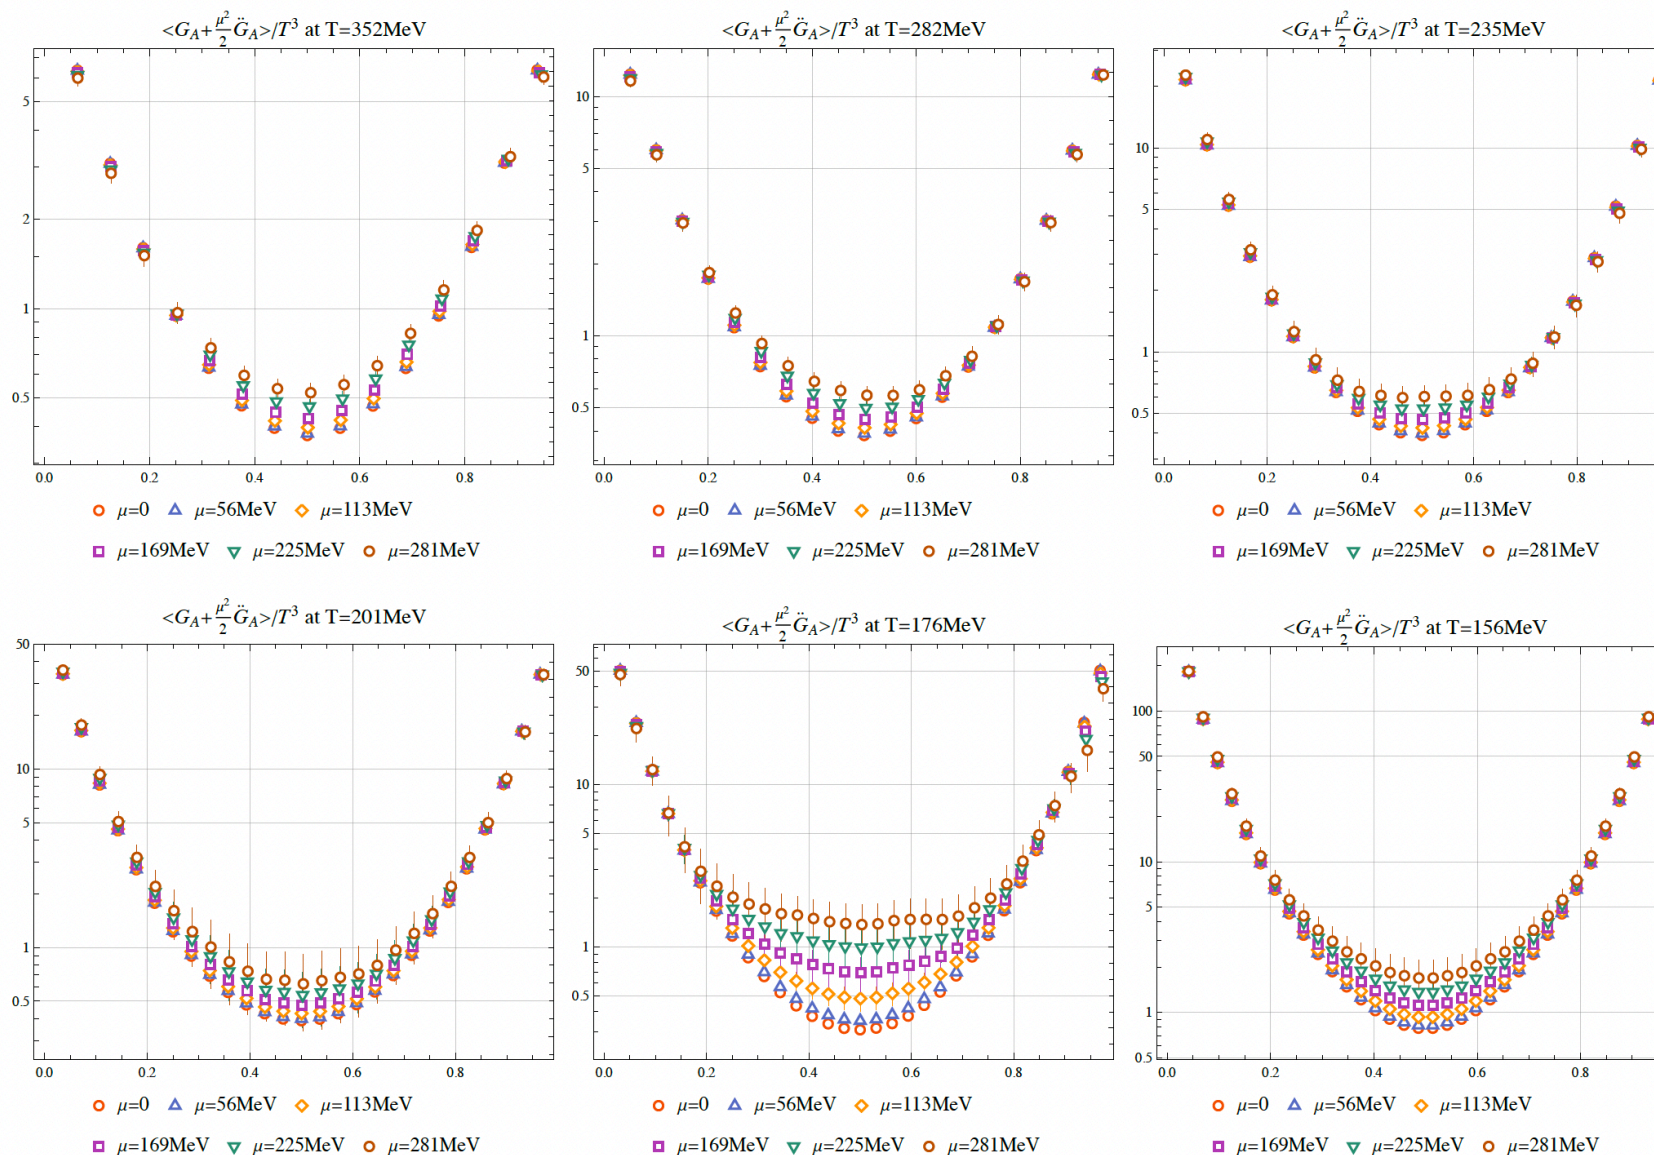 <G_A+μ²/2 G̈_A>/T³ at T=352MeV
5
2
1
0.5
0.0 0.2 0.4 0.6 0.8
μ=0 μ=56MeV μ=113MeV
μ=169MeV μ=225MeV μ=281MeV
<G_A+μ²/2 G̈_A>/T³ at T=282MeV
10
5
1
0.5
0.0 0.2 0.4 0.6 0.8
μ=0 μ=56MeV μ=113MeV
μ=169MeV μ=225MeV μ=281MeV
<G_A+μ²/2 G̈_A>/T³ at T=235MeV
10
5
1
0.5
0.0 0.2 0.4 0.6 0.8
μ=0 μ=56MeV μ=113MeV
μ=169MeV μ=225MeV μ=281MeV
<G_A+μ²/2 G̈_A>/T³ at T=201MeV
50
10
5
1
0.5
0.0 0.2 0.4 0.6 0.8
μ=0 μ=56MeV μ=113MeV
μ=169MeV μ=225MeV μ=281MeV
<G_A+μ²/2 G̈_A>/T³ at T=176MeV
50
10
5
1
0.5
0.0 0.2 0.4 0.6 0.8
μ=0 μ=56MeV μ=113MeV
μ=169MeV μ=225MeV μ=281MeV
<G_A+μ²/2 G̈_A>/T³ at T=156MeV
100
50
10
5
1
0.5
0.0 0.2 0.4 0.6 0.8
μ=0 μ=56MeV μ=113MeV
μ=169MeV μ=225MeV μ=281MeV